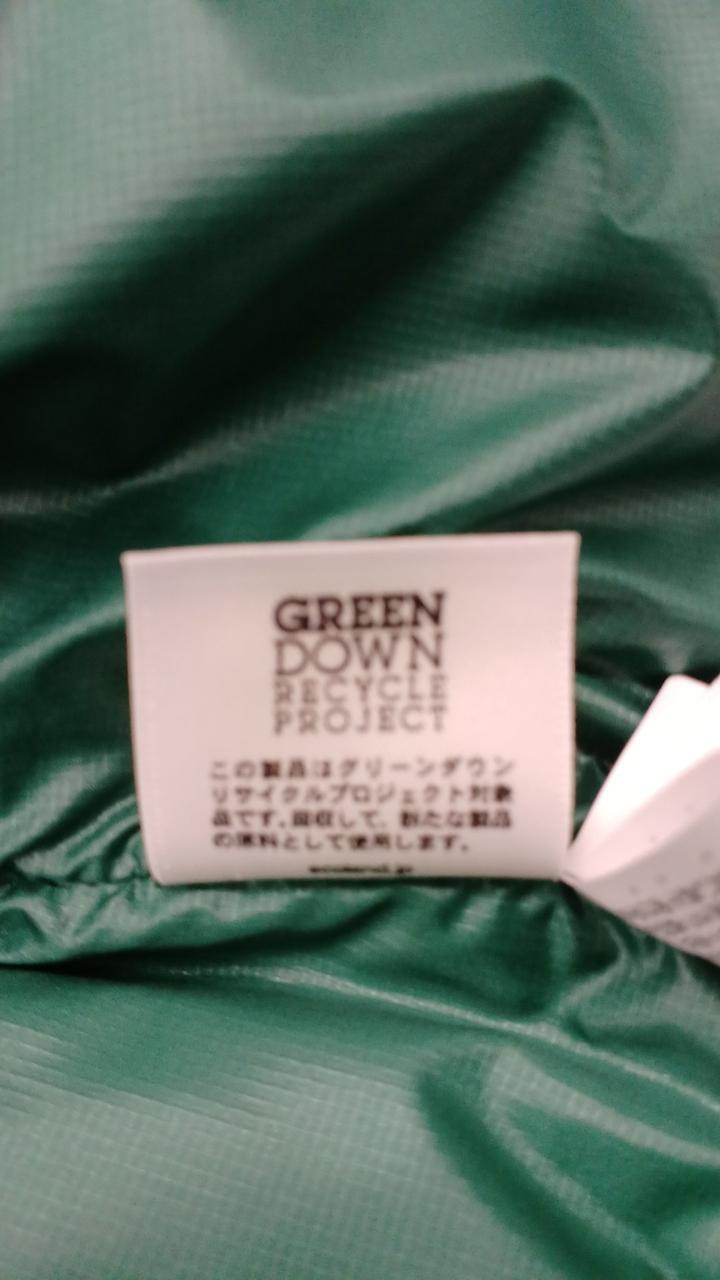 GREEN
DOWN
RECYCLE
PROJECT
この製品はグリーンダウン
リサイクルプロジェクト対象
品です。回収して、新たな製品
の原料として使用します。